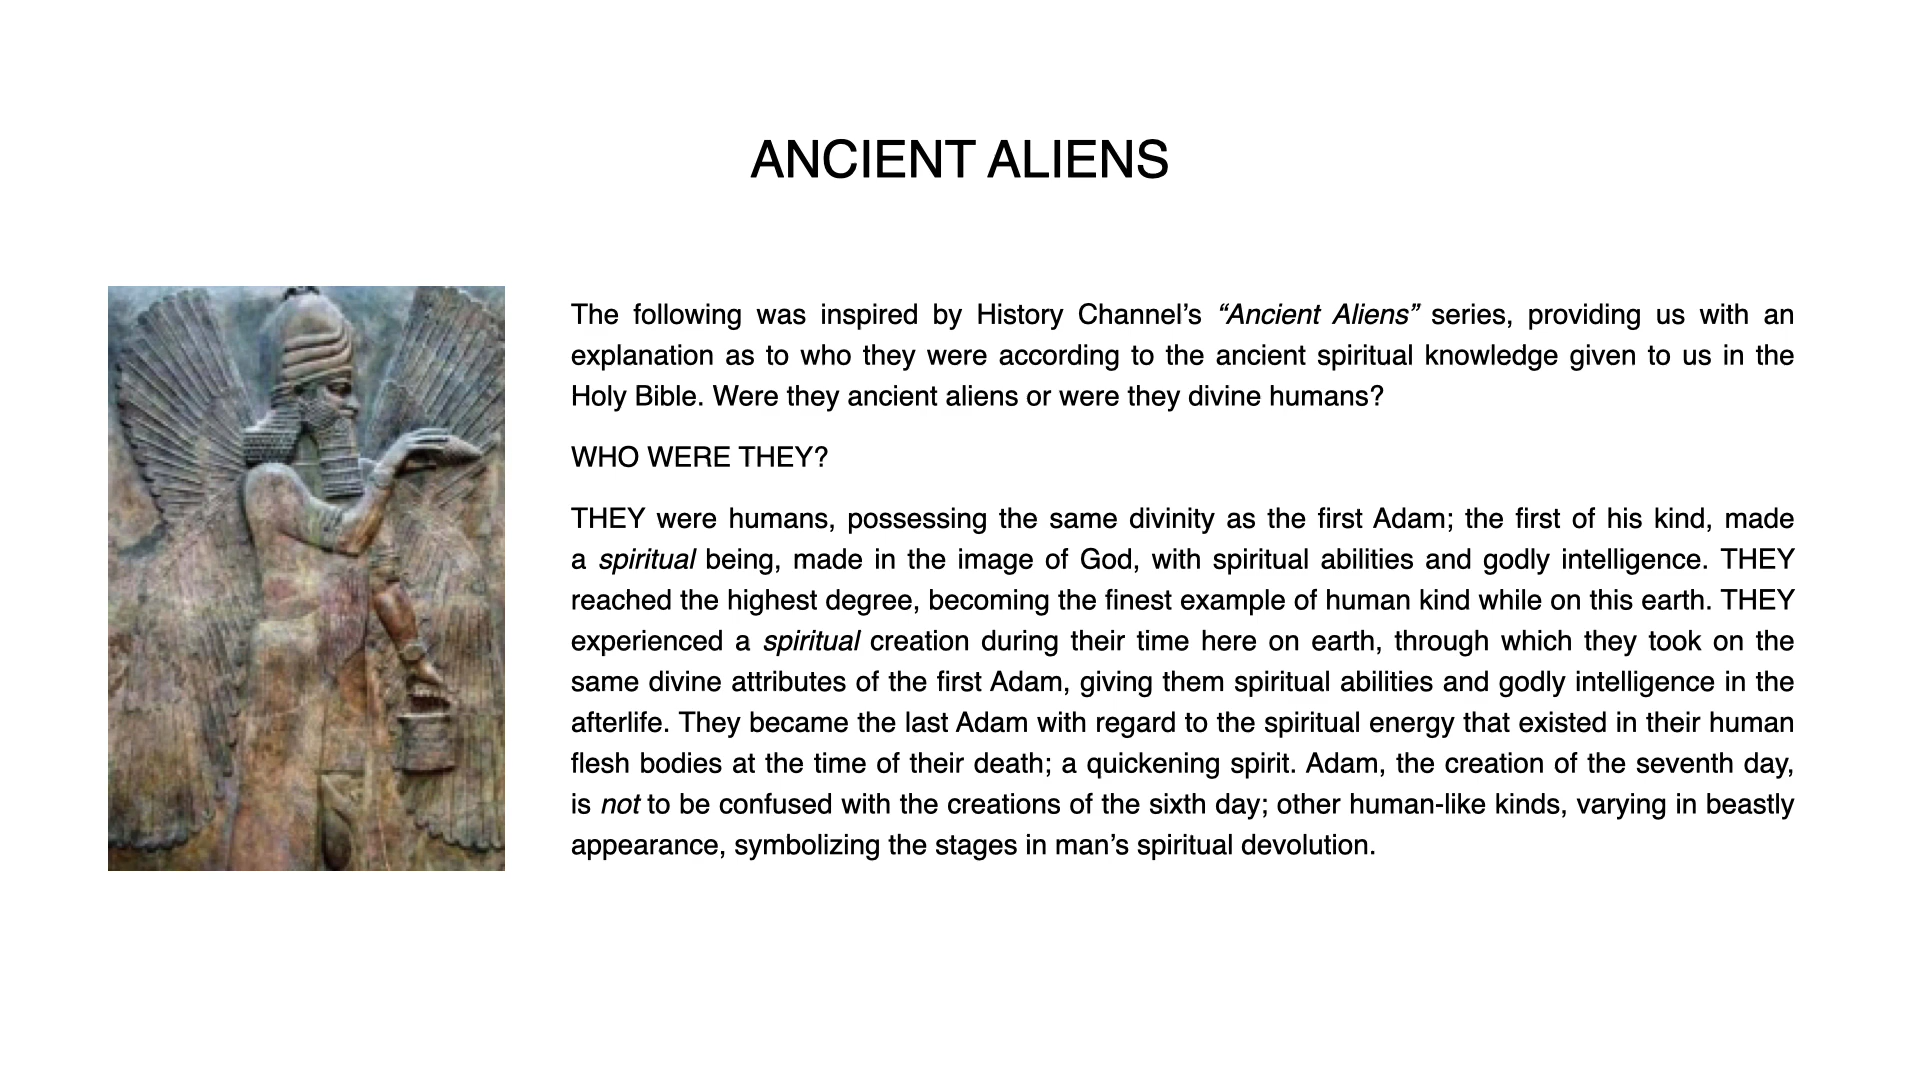 ANCIENT ALIENS
The following was inspired by History Channel’s “Ancient Aliens” series, providing us with an
explanation as to who they were according to the ancient spiritual knowledge given to us in the
Holy Bible. Were they ancient aliens or were they divine humans?
WHO WERE THEY?
THEY were humans, possessing the same divinity as the first Adam; the first of his kind, made
a spiritual being, made in the image of God, with spiritual abilities and godly intelligence. THEY
reached the highest degree, becoming the finest example of human kind while on this earth. THEY
experienced a spiritual creation during their time here on earth, through which they took on the
same divine attributes of the first Adam, giving them spiritual abilities and godly intelligence in the
afterlife. They became the last Adam with regard to the spiritual energy that existed in their human
flesh bodies at the time of their death; a quickening spirit. Adam, the creation of the seventh day,
is not to be confused with the creations of the sixth day; other human-like kinds, varying in beastly
appearance, symbolizing the stages in man’s spiritual devolution.